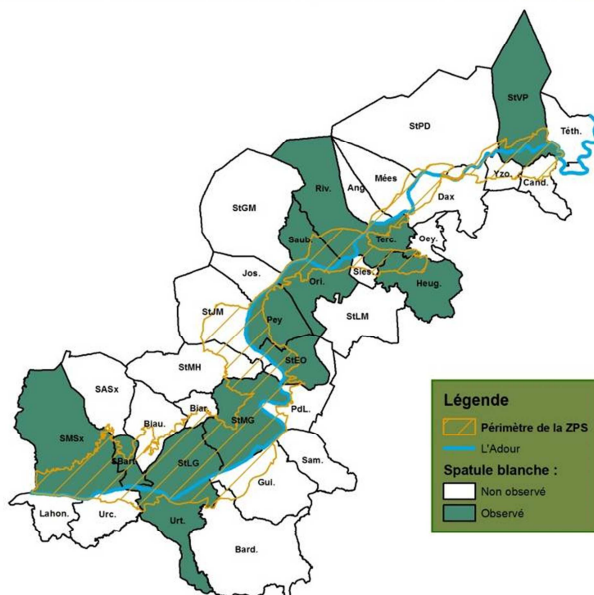 StVP
StPD
Téth.
Yzo.
Cand.
Mées
Ang
Riv.
Dax
StGM
Saub.
Terc.
Oey.
Jos.
Ori.
Sies.
Heug.
StJM
Pey
StLM
StEO
StMH
SASx
Biar.
PdL.
Biau.
StMG
SMSx
SBart
StLG
Sam.
Gui.
Lahon.
Urc.
Urt.
Bard.
Légende
Périmètre de la ZPS
L'Adour
Spatule blanche :
Non observé
Observé